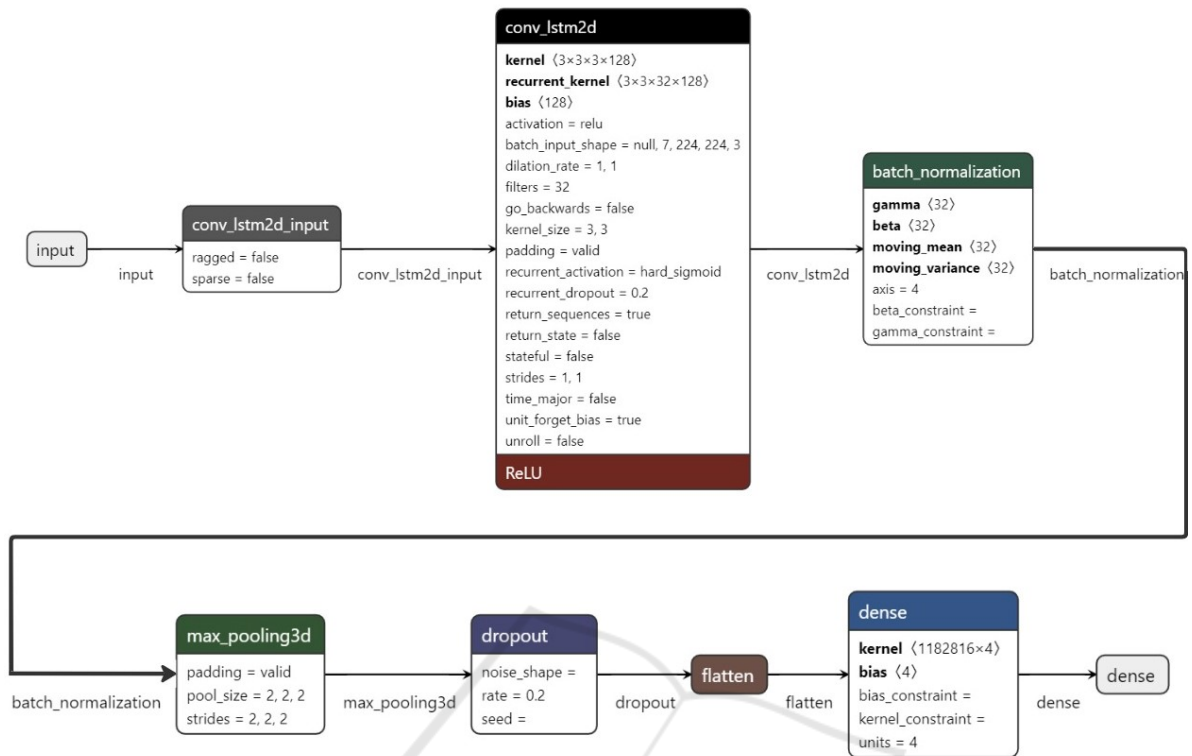 input
input
conv_lstm2d_input
ragged = false
sparse = false
conv_lstm2d_input
conv_lstm2d
kernel ⟨3×3×3×128⟩
recurrent_kernel ⟨3×3×32×128⟩
bias ⟨128⟩
activation = relu
batch_input_shape = null, 7, 224, 224, 3
dilation_rate = 1, 1
filters = 32
go_backwards = false
kernel_size = 3, 3
padding = valid
recurrent_activation = hard_sigmoid
recurrent_dropout = 0.2
return_sequences = true
return_state = false
stateful = false
strides = 1, 1
time_major = false
unit_forget_bias = true
unroll = false
ReLU
conv_lstm2d
batch_normalization
gamma ⟨32⟩
beta ⟨32⟩
moving_mean ⟨32⟩
moving_variance ⟨32⟩
axis = 4
beta_constraint =
gamma_constraint =
batch_normalization
batch_normalization
max_pooling3d
padding = valid
pool_size = 2, 2, 2
strides = 2, 2, 2
max_pooling3d
dropout
noise_shape =
rate = 0.2
seed =
dropout
flatten
flatten
dense
kernel ⟨1182816×4⟩
bias ⟨4⟩
bias_constraint =
kernel_constraint =
units = 4
dense
dense